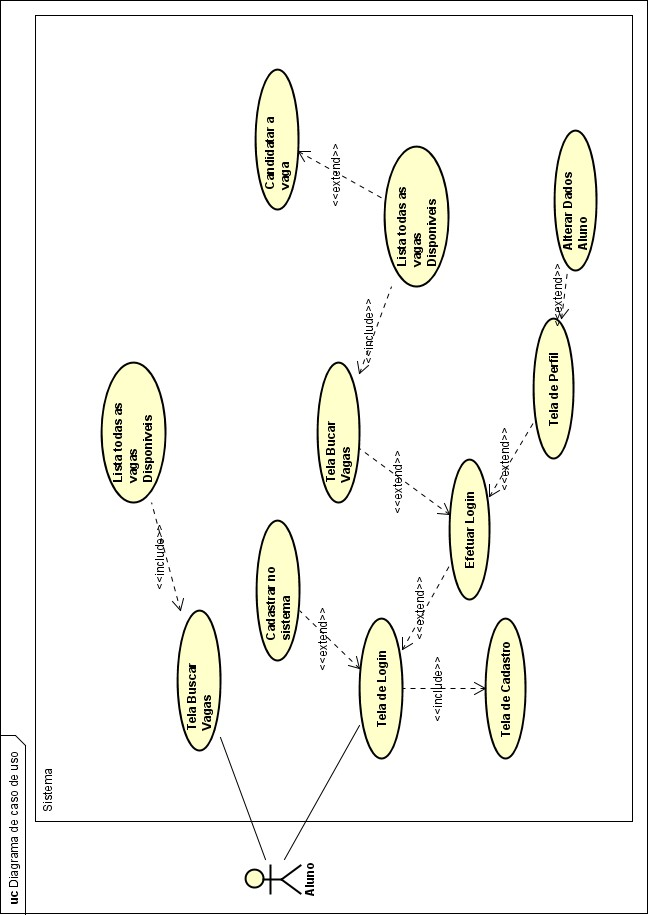 uc Diagrama de caso de uso
Sistema
Aluno
Tela Buscar
Vagas
<<include>>
Lista todas as
vagas
Disponíveis
Cadastrar no
sistema
<<extend>>
Tela de Login
<<include>>
Tela de Cadastro
<<extend>>
Efetuar Login
<<extend>>
Tela Bucar
Vagas
<<include>>
Lista todas as
vagas
Disponíveis
<<extend>>
Candidatar a
vaga
<<extend>>
Tela de Perfil
<<extend>>
Alterar Dados
Aluno